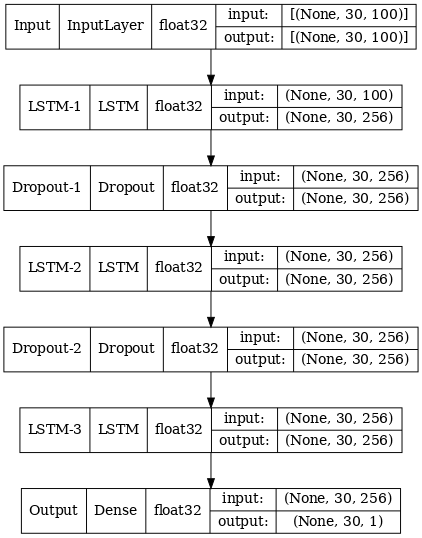 Input InputLayer float32 input: [(None, 30, 100)]
output: [(None, 30, 100)]
LSTM-1 LSTM float32 input: (None, 30, 100)
output: (None, 30, 256)
Dropout-1 Dropout float32 input: (None, 30, 256)
output: (None, 30, 256)
LSTM-2 LSTM float32 input: (None, 30, 256)
output: (None, 30, 256)
Dropout-2 Dropout float32 input: (None, 30, 256)
output: (None, 30, 256)
LSTM-3 LSTM float32 input: (None, 30, 256)
output: (None, 30, 256)
Output Dense float32 input: (None, 30, 256)
output: (None, 30, 1)